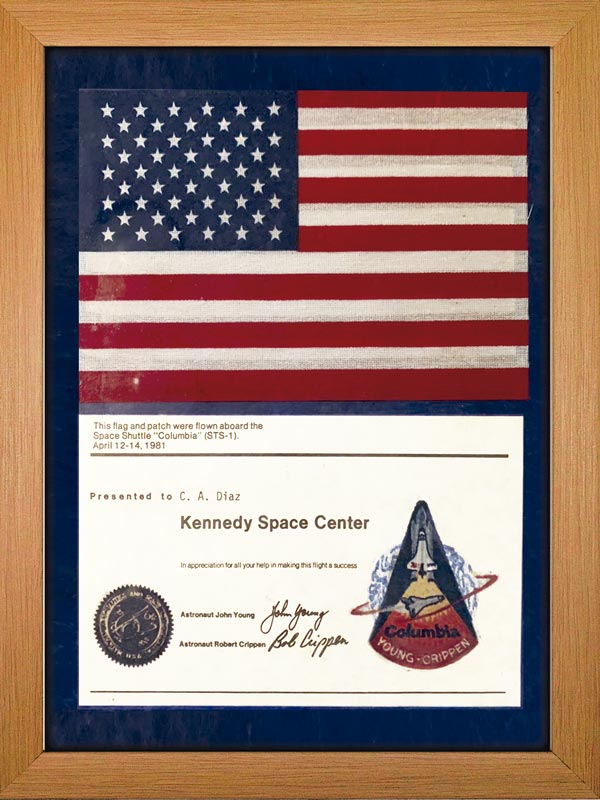 This flag and patch were flown aboard the
Space Shuttle "Columbia" (STS-1).
April 12-14, 1981
Presented to C. A. Diaz
Kennedy Space Center
In appreciation for all your help in making this flight a success
Astronaut John Young John Young
Astronaut Robert Crippen Bob Crippen
Columbia
YOUNG · CRIPPEN